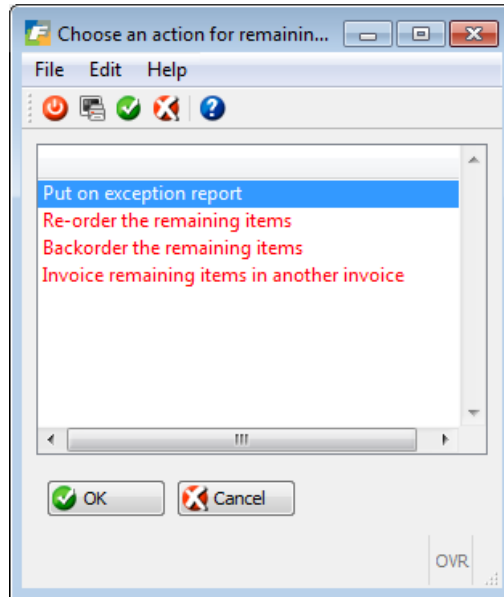 Choose an action for remainin...
File Edit Help
Put on exception report
Re-order the remaining items
Backorder the remaining items
Invoice remaining items in another invoice
OK Cancel
OVR